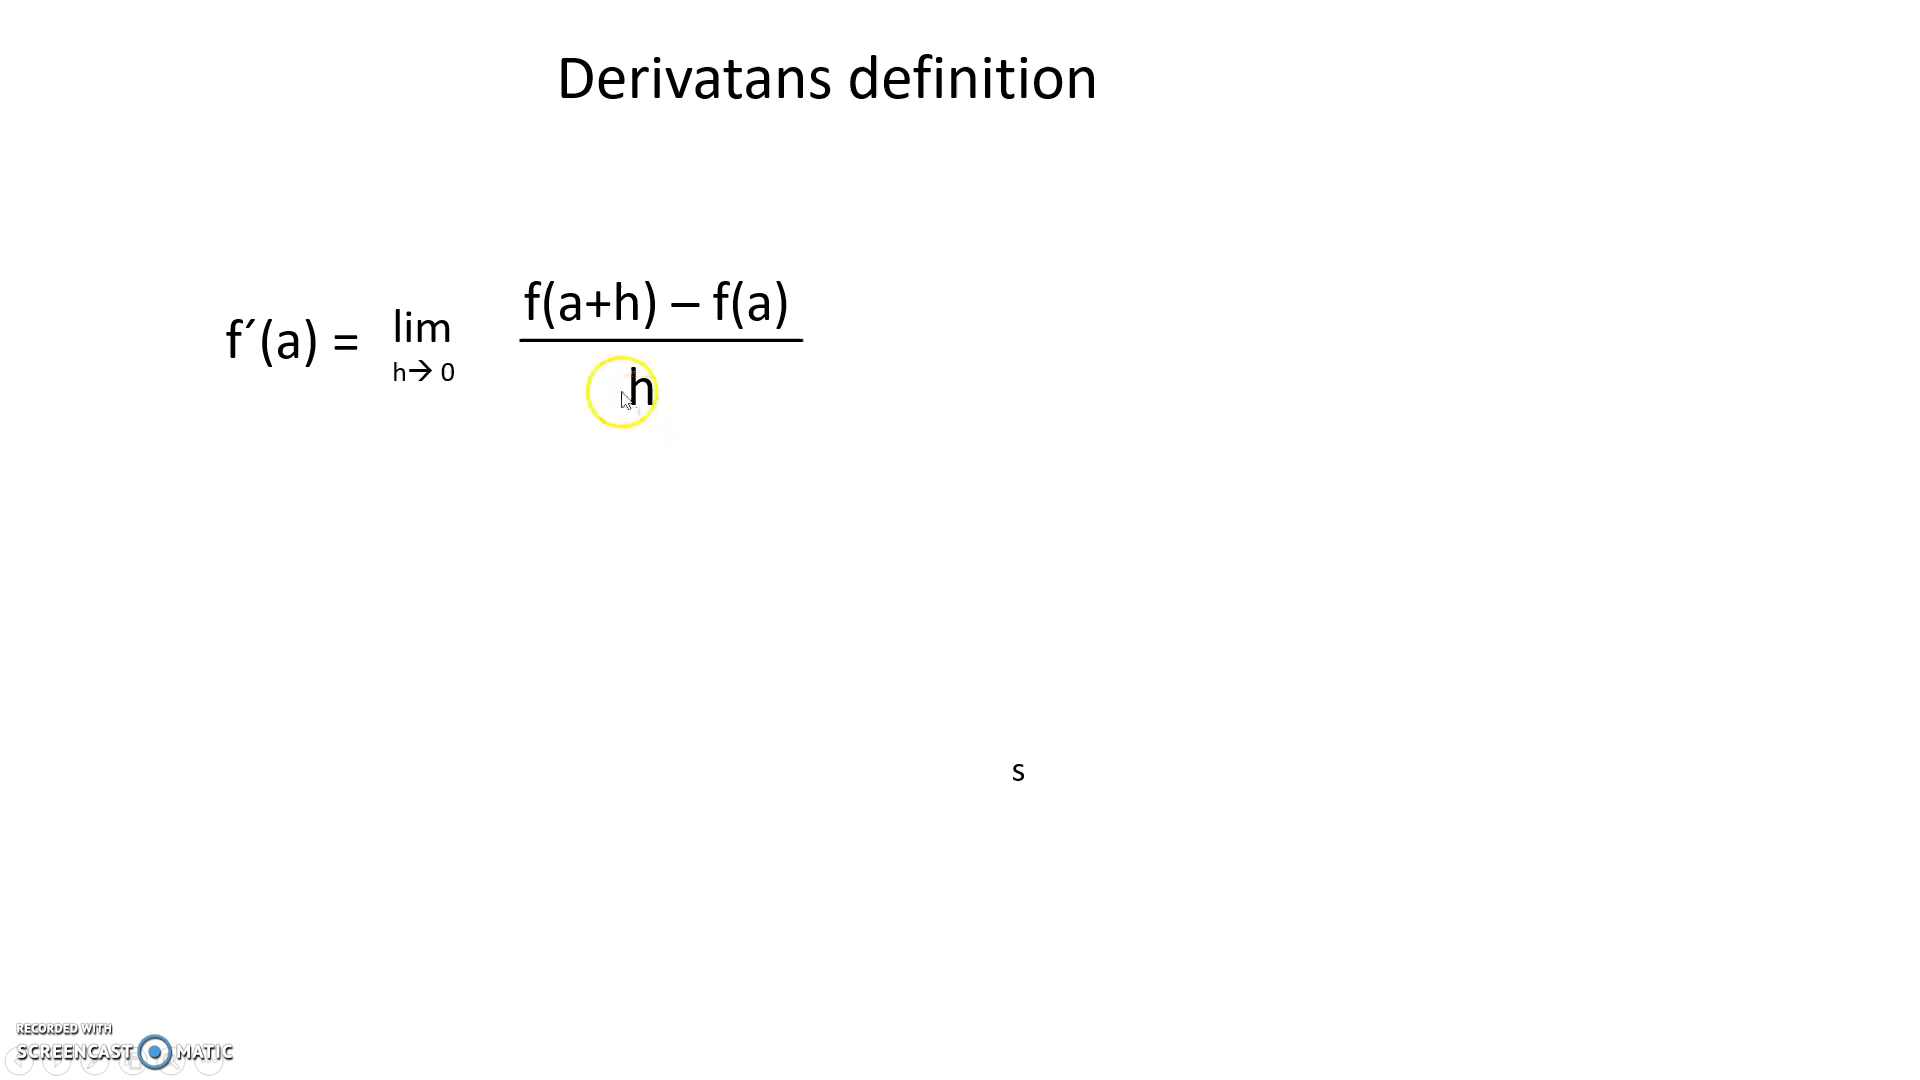 Derivatans definition
f(a+h) – f(a)
f´(a) = lim
h→ 0
h
s
RECORDED WITH
SCREENCAST MATIC